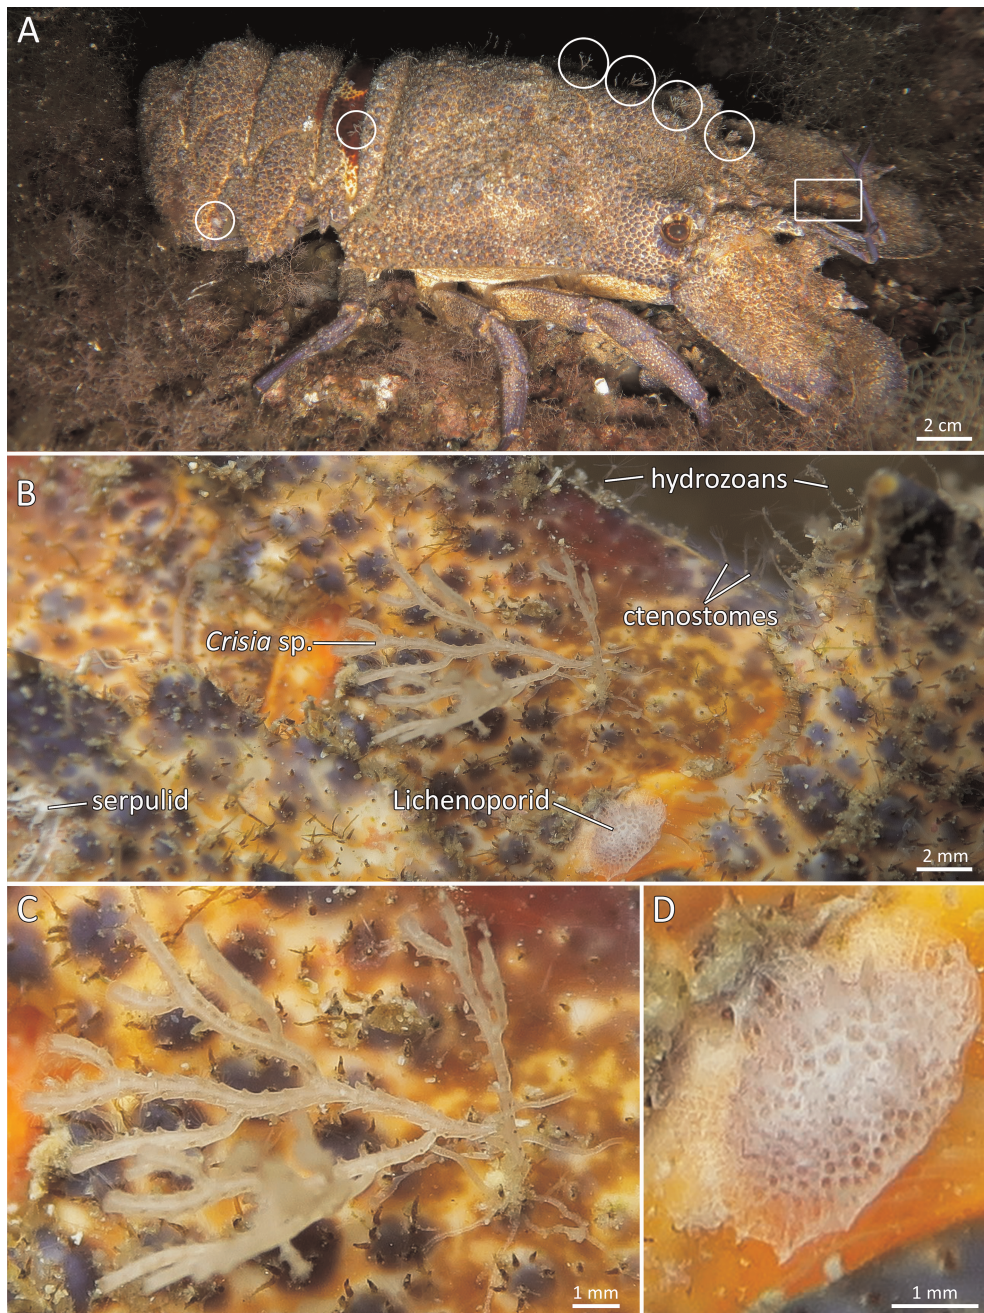 A
2 cm
B
hydrozoans
ctenostomes
Crisia sp.
serpulid
Lichenoporid
2 mm
C
D
1 mm
1 mm